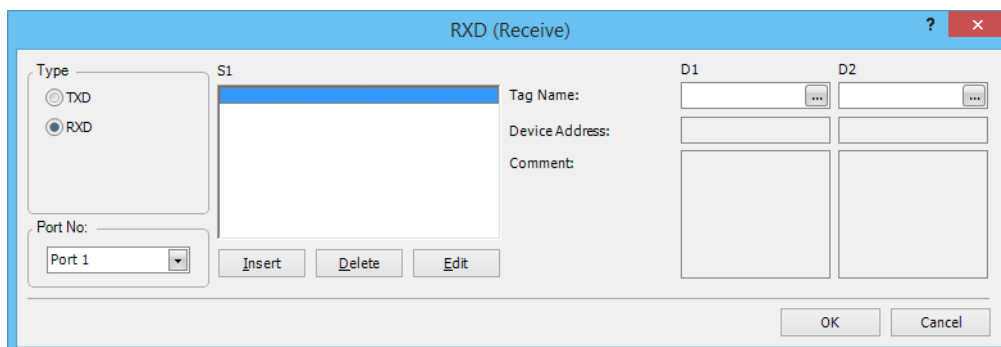 RXD (Receive)
?
Type
TXD
RXD
Port No:
Port 1
S1
Insert
Delete
Edit
D1
D2
Tag Name:
...
...
Device Address:
Comment:
OK
Cancel